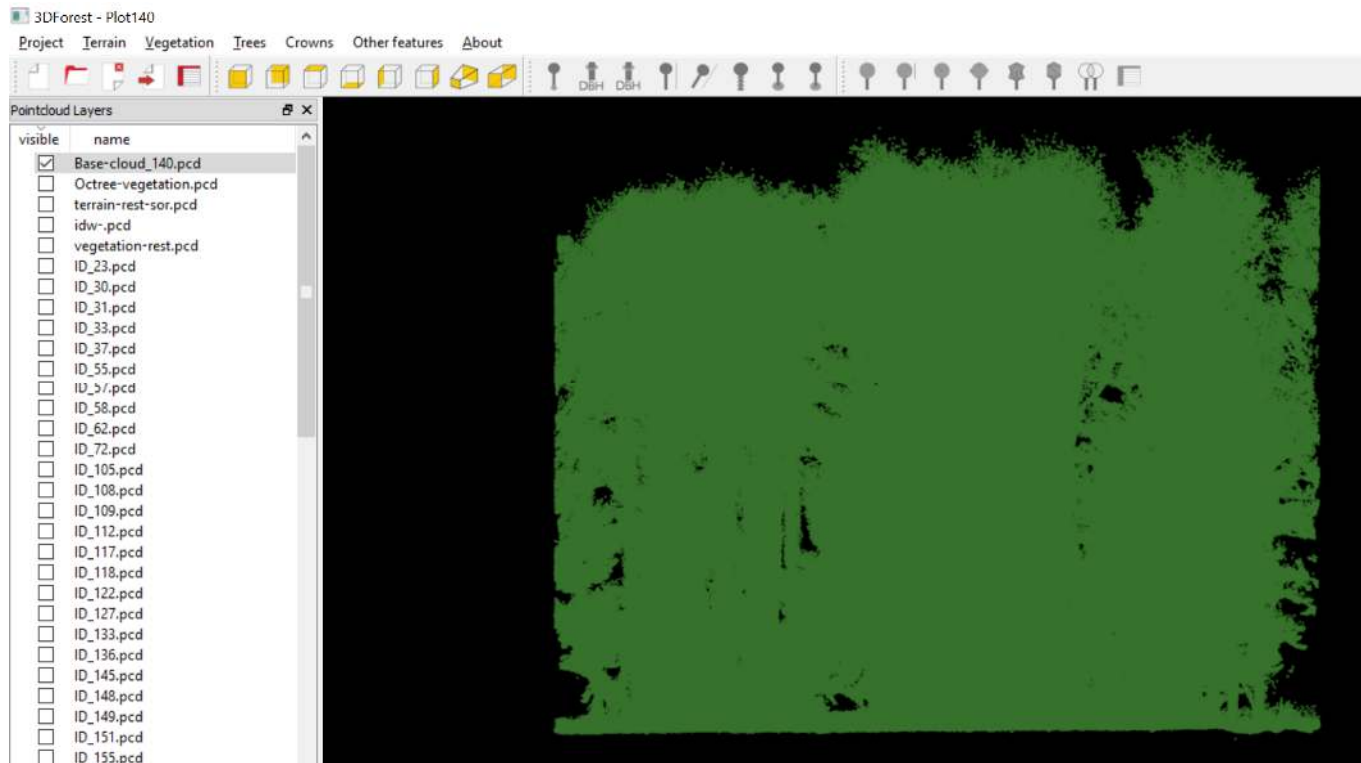 3DForest - Plot140
Project Terrain Vegetation Trees Crowns Other features About
DBH DBH
Pointcloud Layers
visible name
Base-cloud_140.pcd
Octree-vegetation.pcd
terrain-rest-sor.pcd
idw-.pcd
vegetation-rest.pcd
ID_23.pcd
ID_30.pcd
ID_31.pcd
ID_33.pcd
ID_37.pcd
ID_55.pcd
ID_57.pcd
ID_58.pcd
ID_62.pcd
ID_72.pcd
ID_105.pcd
ID_108.pcd
ID_109.pcd
ID_112.pcd
ID_117.pcd
ID_118.pcd
ID_122.pcd
ID_127.pcd
ID_133.pcd
ID_136.pcd
ID_145.pcd
ID_148.pcd
ID_149.pcd
ID_151.pcd
ID_155.pcd